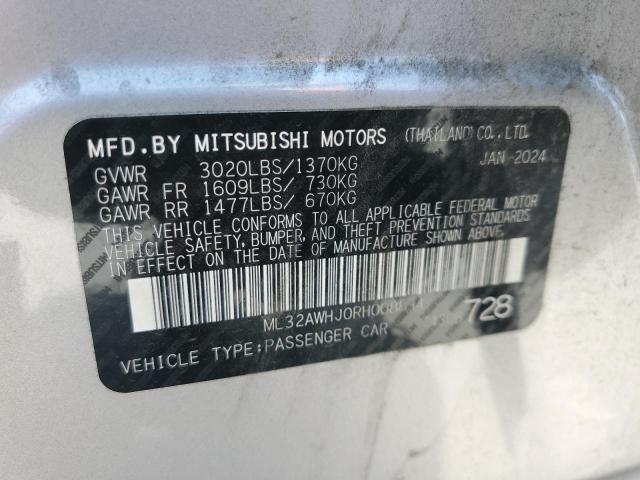 MFD.BY MITSUBISHI MOTORS (THAILAND) CO., LTD.
JAN-2024
GVWR 3020LBS/1370KG
GAWR FR 1609LBS/ 730KG
GAWR RR 1477LBS/ 670KG
THIS VEHICLE CONFORMS TO ALL APPLICABLE FEDERAL MOTOR
VEHICLE SAFETY, BUMPER, AND THEFT PREVENTION STANDARDS
IN EFFECT ON THE DATE OF MANUFACTURE SHOWN ABOVE.
728
VEHICLE TYPE:PASSENGER CAR